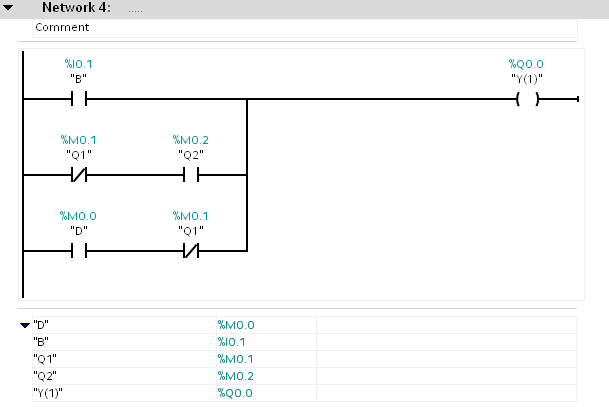 Network 4: .....
Comment
%I0.1 %Q0.0
"B" "Y(1)"
%M0.1 %M0.2
"Q1" "Q2"
%M0.0 %M0.1
"D" "Q1"
"D" %M0.0
"B" %I0.1
"Q1" %M0.1
"Q2" %M0.2
"Y(1)" %Q0.0